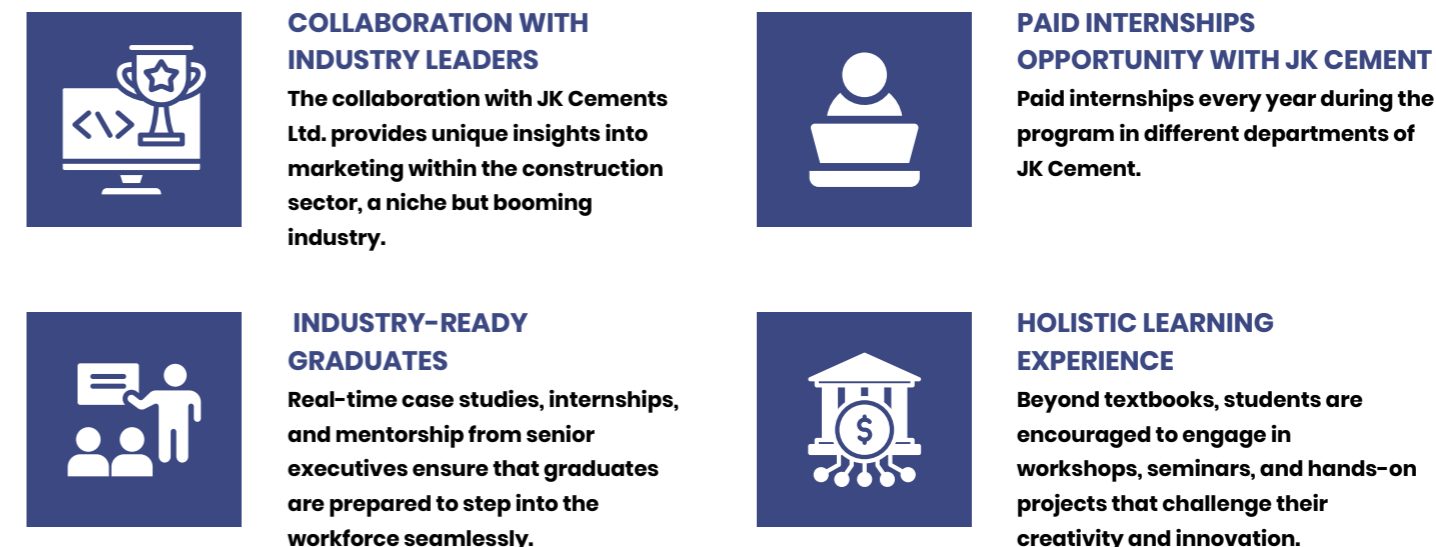 COLLABORATION WITH
INDUSTRY LEADERS
The collaboration with JK Cements
Ltd. provides unique insights into
marketing within the construction
sector, a niche but booming
industry.
PAID INTERNSHIPS
OPPORTUNITY WITH JK CEMENT
Paid internships every year during the
program in different departments of
JK Cement.
INDUSTRY-READY
GRADUATES
Real-time case studies, internships,
and mentorship from senior
executives ensure that graduates
are prepared to step into the
workforce seamlessly.
HOLISTIC LEARNING
EXPERIENCE
Beyond textbooks, students are
encouraged to engage in
workshops, seminars, and hands-on
projects that challenge their
creativity and innovation.